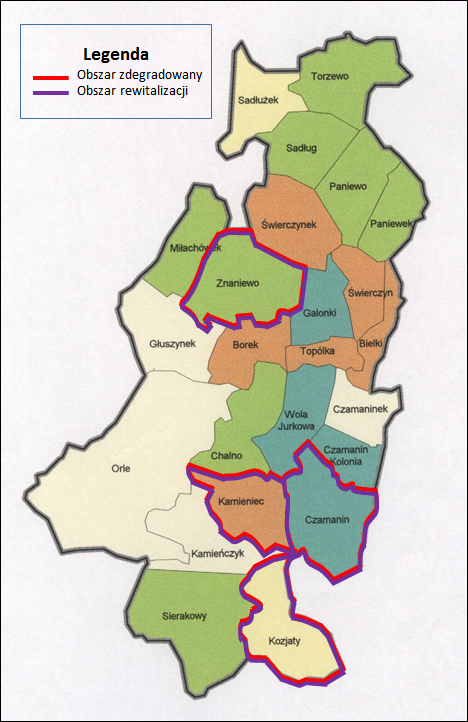 Legenda
Obszar zdegradowany
Obszar rewitalizacji
Torzewo
Sadłużek
Sadług
Paniewo
Paniewek
Świerczynek
Miłachówek
Znaniewo
Świerczyn
Galonki
Głuszynek
Borek
Topólka
Bielki
Czamaninek
Wola
Jurkowa
Chalno
Czamanin
Kolonia
Orle
Kamieniec
Czamanin
Kamieńczyk
Sierakowy
Kozjaty